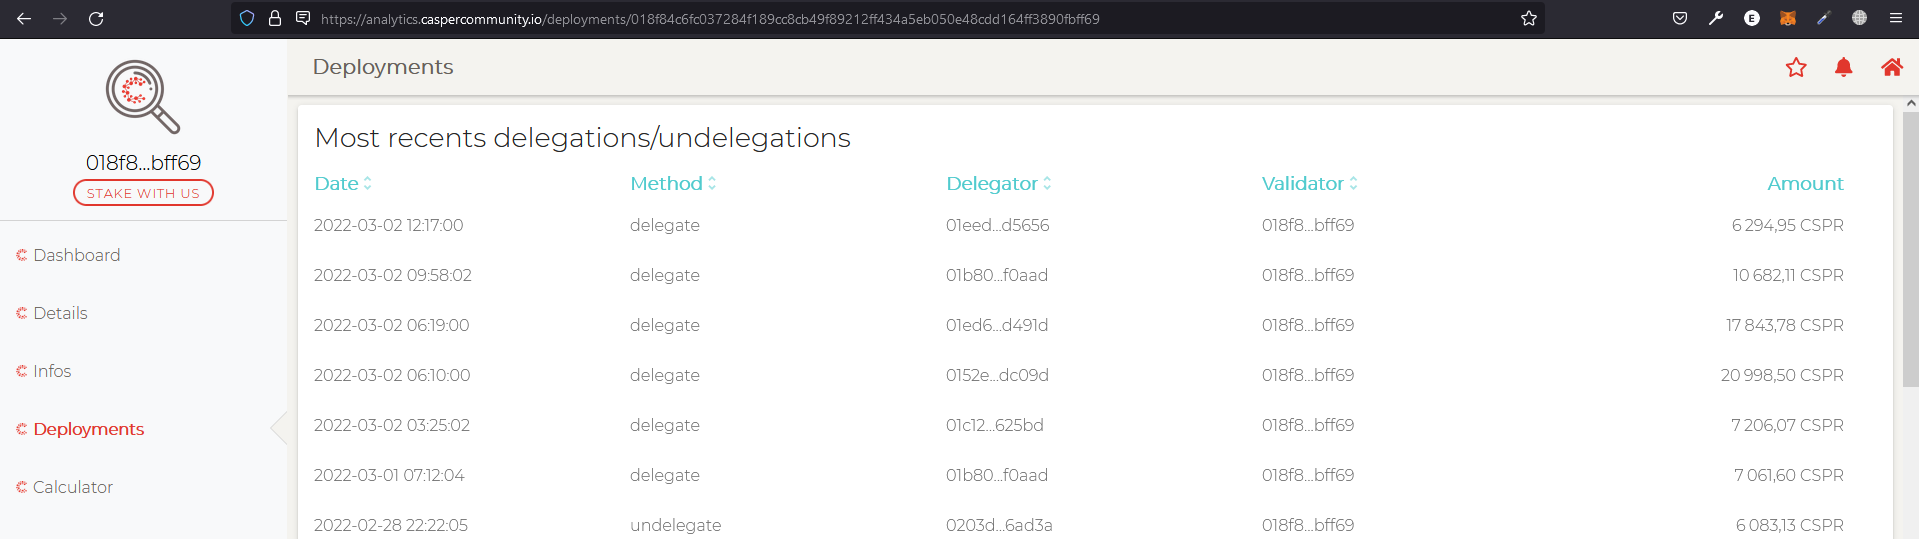 https://analytics.caspercommunity.io/deployments/018f84c6fc037284f189cc8cb49f89212ff434a5eb050e48cdd164ff3890fbff69
E
018f8...bff69
STAKE WITH US
Dashboard
Details
Infos
Deployments
Calculator
Deployments
Most recents delegations/undelegations
Date Method Delegator Validator Amount
2022-03-02 12:17:00 delegate 01eed...d5656 018f8...bff69 6 294,95 CSPR
2022-03-02 09:58:02 delegate 01b80...f0aad 018f8...bff69 10 682,11 CSPR
2022-03-02 06:19:00 delegate 01ed6...d491d 018f8...bff69 17 843,78 CSPR
2022-03-02 06:10:00 delegate 0152e...dc09d 018f8...bff69 20 998,50 CSPR
2022-03-02 03:25:02 delegate 01c12...625bd 018f8...bff69 7 206,07 CSPR
2022-03-01 07:12:04 delegate 01b80...f0aad 018f8...bff69 7 061,60 CSPR
2022-02-28 22:22:05 undelegate 0203d...6ad3a 018f8...bff69 6 083,13 CSPR